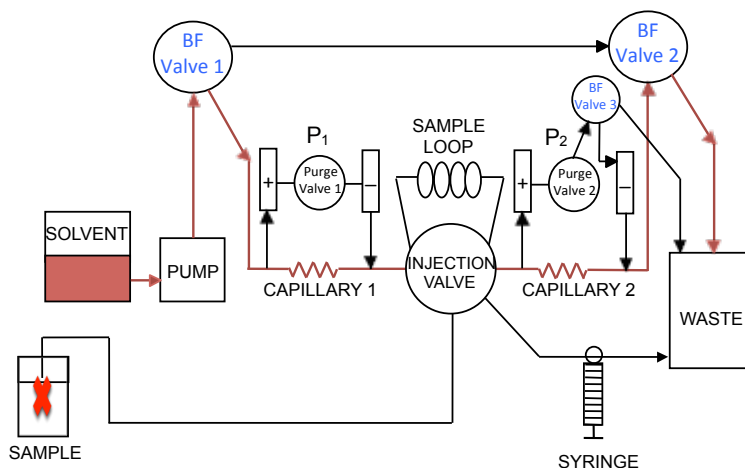 BF
Valve 1
BF
Valve 2
BF
Valve 3
P1
SAMPLE
LOOP
P2
+
Purge
Valve 1
–
+
Purge
Valve 2
–
SOLVENT
PUMP
CAPILLARY 1
INJECTION
VALVE
CAPILLARY 2
WASTE
SAMPLE
SYRINGE